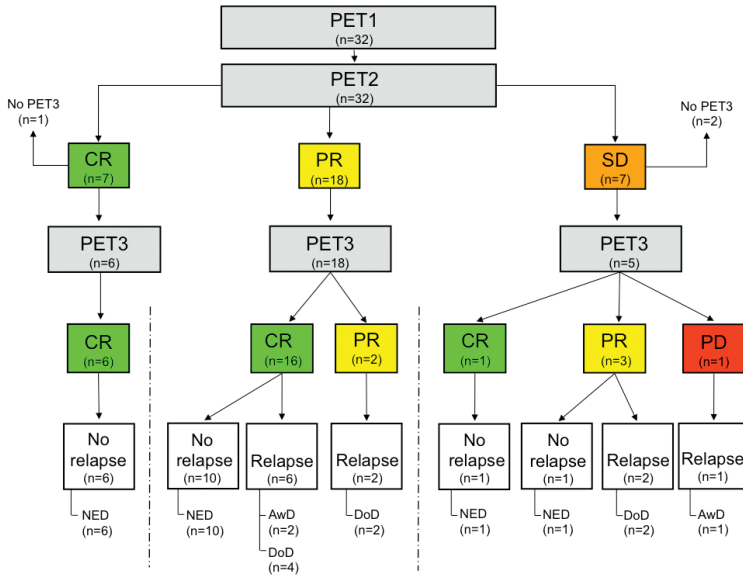 PET1
(n=32)
PET2
(n=32)
No PET3
(n=1)
No PET3
(n=2)
CR
(n=7)
PR
(n=18)
SD
(n=7)
PET3
(n=6)
PET3
(n=18)
PET3
(n=5)
CR
(n=6)
CR
(n=16)
PR
(n=2)
CR
(n=1)
PR
(n=3)
PD
(n=1)
No
relapse
(n=6)
No
relapse
(n=10)
Relapse
(n=6)
Relapse
(n=2)
No
relapse
(n=1)
No
relapse
(n=1)
Relapse
(n=2)
Relapse
(n=1)
NED
(n=6)
NED
(n=10)
AwD
(n=2)
DoD
(n=4)
DoD
(n=2)
NED
(n=1)
NED
(n=1)
DoD
(n=2)
AwD
(n=1)